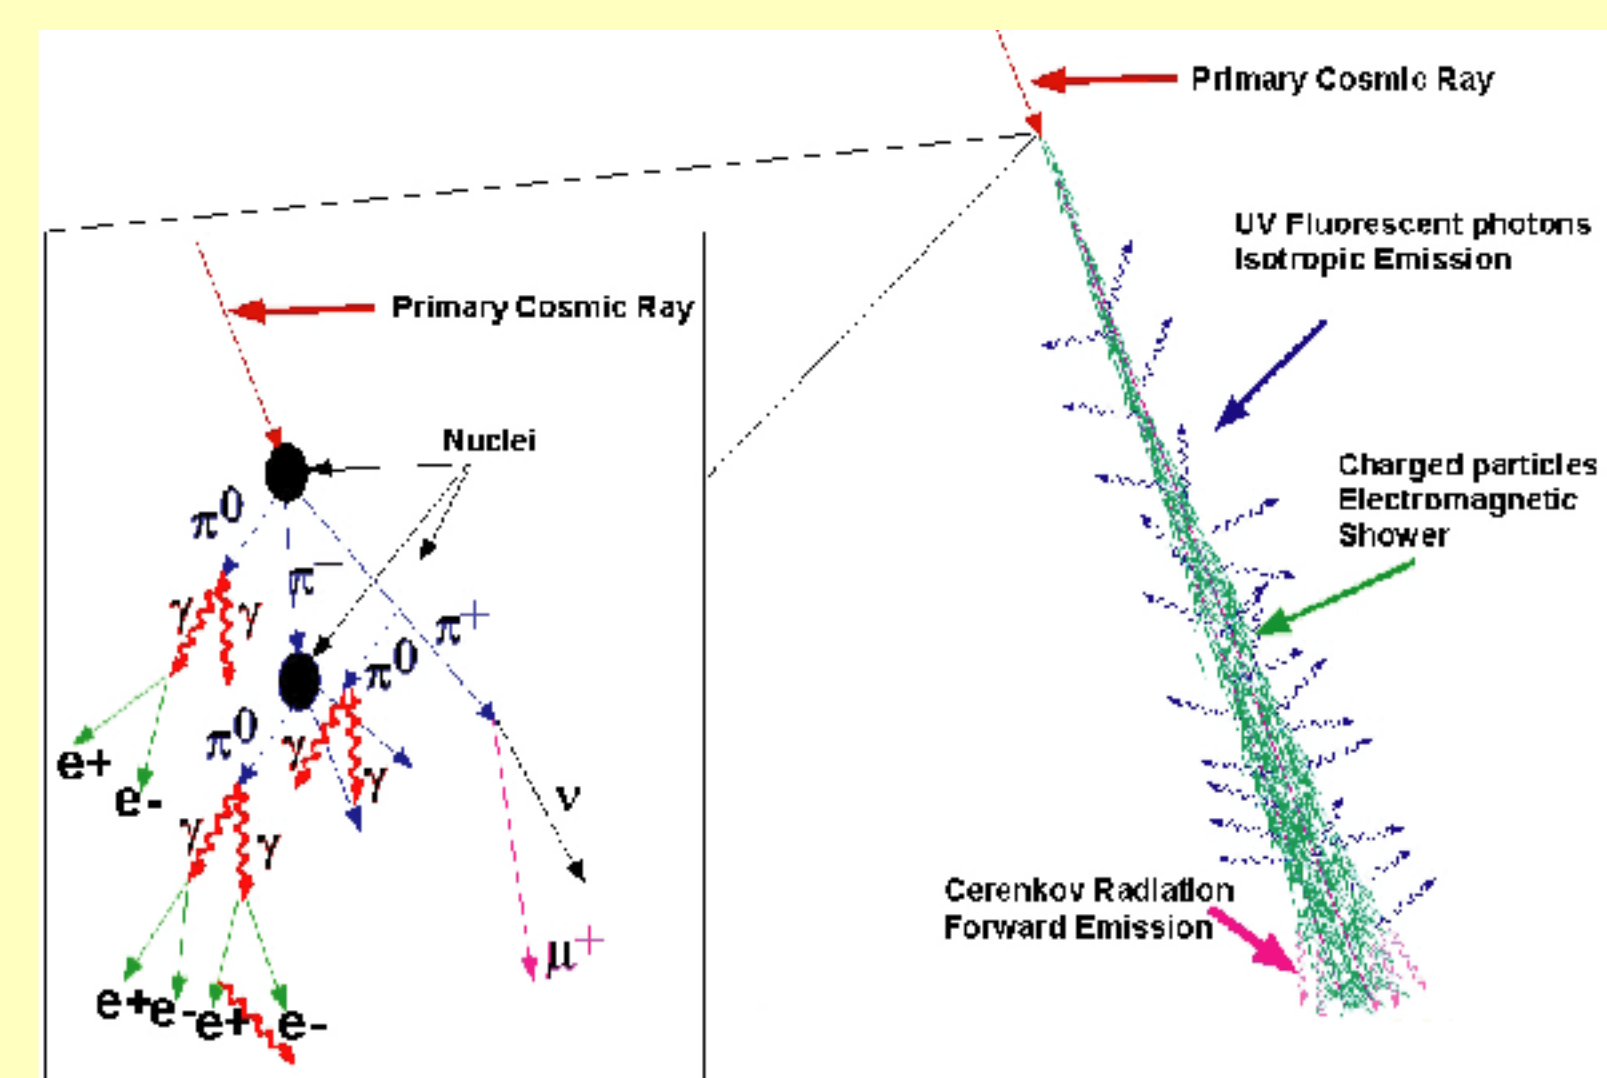 Primary Cosmic Ray
UV Fluorescent photons
Isotropic Emission
Primary Cosmic Ray
Nuclei
Charged particles
Electromagnetic
Shower
π0
π−
γ
γ
π+
π0
π0
γ
γ
e+
e-
ν
γ
γ
Cerenkov Radiation
Forward Emission
μ+
e+
e-
e+
e-